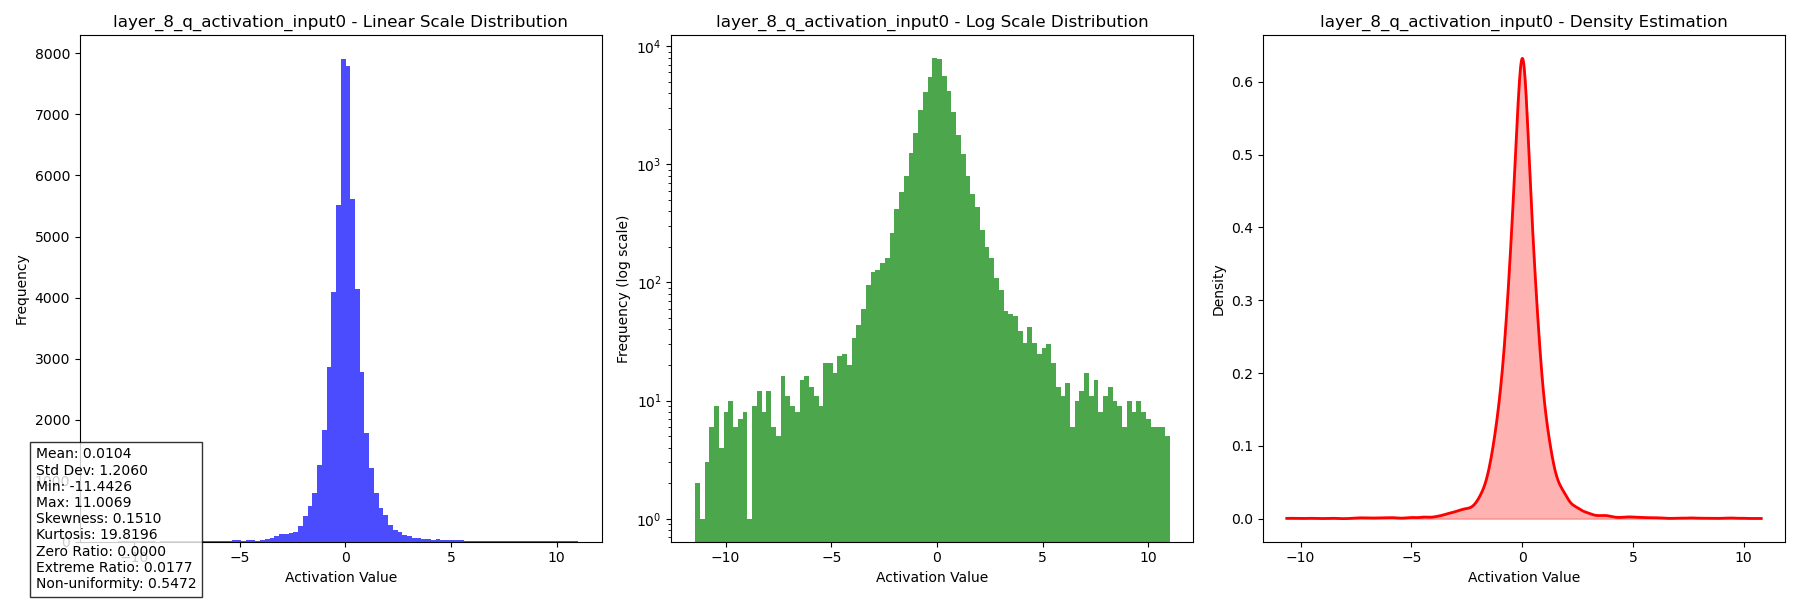 layer_8_q_activation_input0 - Linear Scale Distribution
8000
7000
6000
5000
4000
3000
2000
Frequency
−5
0
5
10
Activation Value
Mean: 0.0104
Std Dev: 1.2060
Min: -11.4426
Max: 11.0069
Skewness: 0.1510
Kurtosis: 19.8196
Zero Ratio: 0.0000
Extreme Ratio: 0.0177
Non-uniformity: 0.5472
layer_8_q_activation_input0 - Log Scale Distribution
10⁴
10³
10²
10¹
10⁰
Frequency (log scale)
−10
−5
0
5
10
Activation Value
layer_8_q_activation_input0 - Density Estimation
0.6
0.5
0.4
0.3
0.2
0.1
0.0
Density
−10
−5
0
5
10
Activation Value